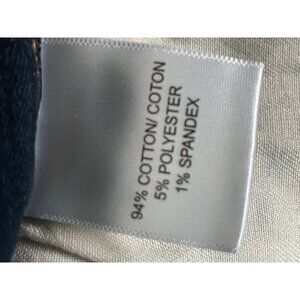 94% COTTON/ COTON
5% POLYESTER
1% SPANDEX